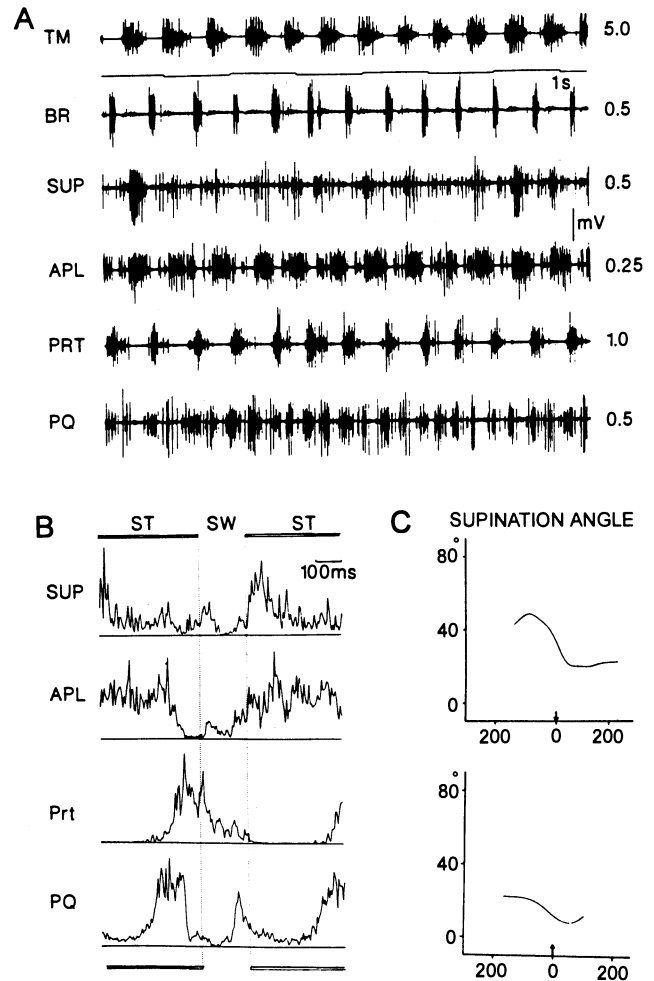 A
TM 5.0
1s
BR 0.5
SUP 0.5
mV
APL 0.25
PRT 1.0
PQ 0.5
B
ST SW ST
100ms
SUP
APL
Prt
PQ
C
SUPINATION ANGLE
°
80
40
0
200 0 200
°
80
40
0
200 0 200